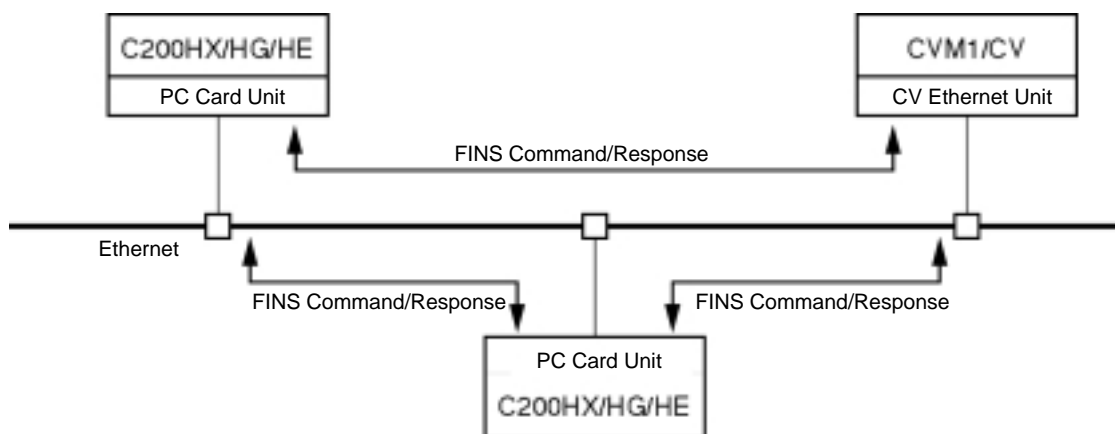 C200HX/HG/HE
PC Card Unit
CVM1/CV
CV Ethernet Unit
FINS Command/Response
Ethernet
FINS Command/Response
FINS Command/Response
PC Card Unit
C200HX/HG/HE